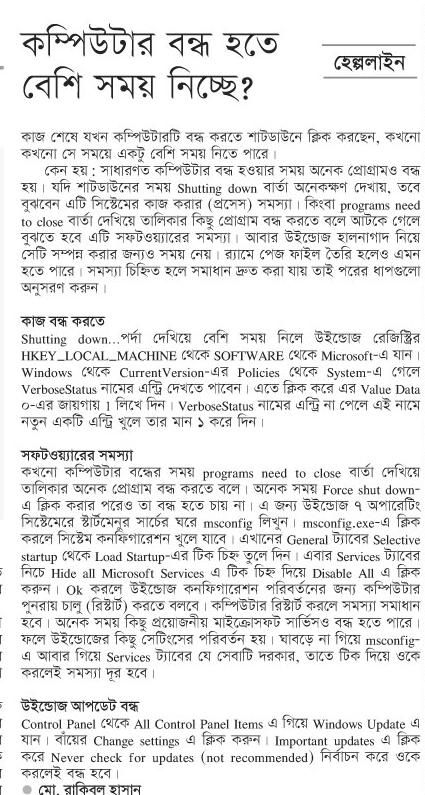 কম্পিউটার বন্ধ হতে
বেশি সময় নিচ্ছে?
হেল্পলাইন
কাজ শেষে যখন কম্পিউটারটি বন্ধ করতে শাটডাউনে ক্লিক করছেন, কখনো
কখনো সে সময়ে একটু বেশি সময় নিতে পারে।
কেন হয় : সাধারণত কম্পিউটার বন্ধ হওয়ার সময় অনেক প্রোগ্রামও বন্ধ
হয়। যদি শাটডাউনের সময় Shutting down বার্তা অনেকক্ষণ দেখায়, তবে
বুঝবেন এটি সিস্টেমের কাজ করার (প্রসেস) সমস্যা। কিংবা programs need
to close বার্তা দেখিয়ে তালিকার কিছু প্রোগ্রাম বন্ধ করতে বলে আটকে গেলে
বুঝতে হবে এটি সফটওয়্যারের সমস্যা। আবার উইন্ডোজ হালনাগাদ নিয়ে
সেটি সম্পন্ন করার জন্যও সময় নেয়। র‍্যামে পেজ ফাইল তৈরি হলেও এমন
হতে পারে। সমস্যা চিহ্নিত হলে সমাধান দ্রুত করা যায় তাই পরের ধাপগুলো
অনুসরণ করুন।
কাজ বন্ধ করতে
Shutting down...পর্দা দেখিয়ে বেশি সময় নিলে উইন্ডোজ রেজিস্ট্রির
HKEY_LOCAL_MACHINE থেকে SOFTWARE থেকে Microsoft-এ যান।
Windows থেকে CurrentVersion-এর Policies থেকে System-এ গেলে
VerboseStatus নামের এন্ট্রি দেখতে পাবেন। এতে ক্লিক করে এর Value Data
০-এর জায়গায় 1 লিখে দিন। VerboseStatus নামের এন্ট্রি না পেলে এই নামে
নতুন একটি এন্ট্রি খুলে তার মান ১ করে দিন।
সফটওয়্যারের সমস্যা
কখনো কম্পিউটার বন্ধের সময় programs need to close বার্তা দেখিয়ে
তালিকার অনেক প্রোগ্রাম বন্ধ করতে বলে। অনেক সময় Force shut down-
এ ক্লিক করার পরেও তা বন্ধ হতে চায় না। এ জন্য উইন্ডোজ ৭ অপারেটিং
সিস্টেমের স্টার্টমেনুর সার্চের ঘরে msconfig লিখুন। msconfig.exe-এ ক্লিক
করলে সিস্টেম কনফিগারেশন খুলে যাবে। এখানের General ট্যাবের Selective
startup থেকে Load Startup-এর টিক চিহ্ন তুলে দিন। এবার Services ট্যাবের
নিচে Hide all Microsoft Services এ টিক চিহ্ন দিয়ে Disable All এ ক্লিক
করুন। Ok করলে উইন্ডোজ কনফিগারেশন পরিবর্তনের জন্য কম্পিউটার
পুনরায় চালু (রিস্টার্ট) করতে বলবে। কম্পিউটার রিস্টার্ট করলে সমস্যা সমাধান
হবে। অনেক সময় কিছু প্রয়োজনীয় মাইক্রোসফট সার্ভিসও বন্ধ হতে পারে।
ফলে উইন্ডোজের কিছু সেটিংসের পরিবর্তন হয়। ঘাবড়ে না গিয়ে msconfig-
এ আবার গিয়ে Services ট্যাবের যে সেবাটি দরকার, তাতে টিক দিয়ে ওকে
করলেই সমস্যা দূর হবে।
উইন্ডোজ আপডেট বন্ধ
Control Panel থেকে All Control Panel Items এ গিয়ে Windows Update এ
যান। বাঁয়ের Change settings এ ক্লিক করুন। Important updates এ ক্লিক
করে Never check for updates (not recommended) নির্বাচন করে ওকে
করলেই বন্ধ হবে।
মো. রাকিবুল হাসান